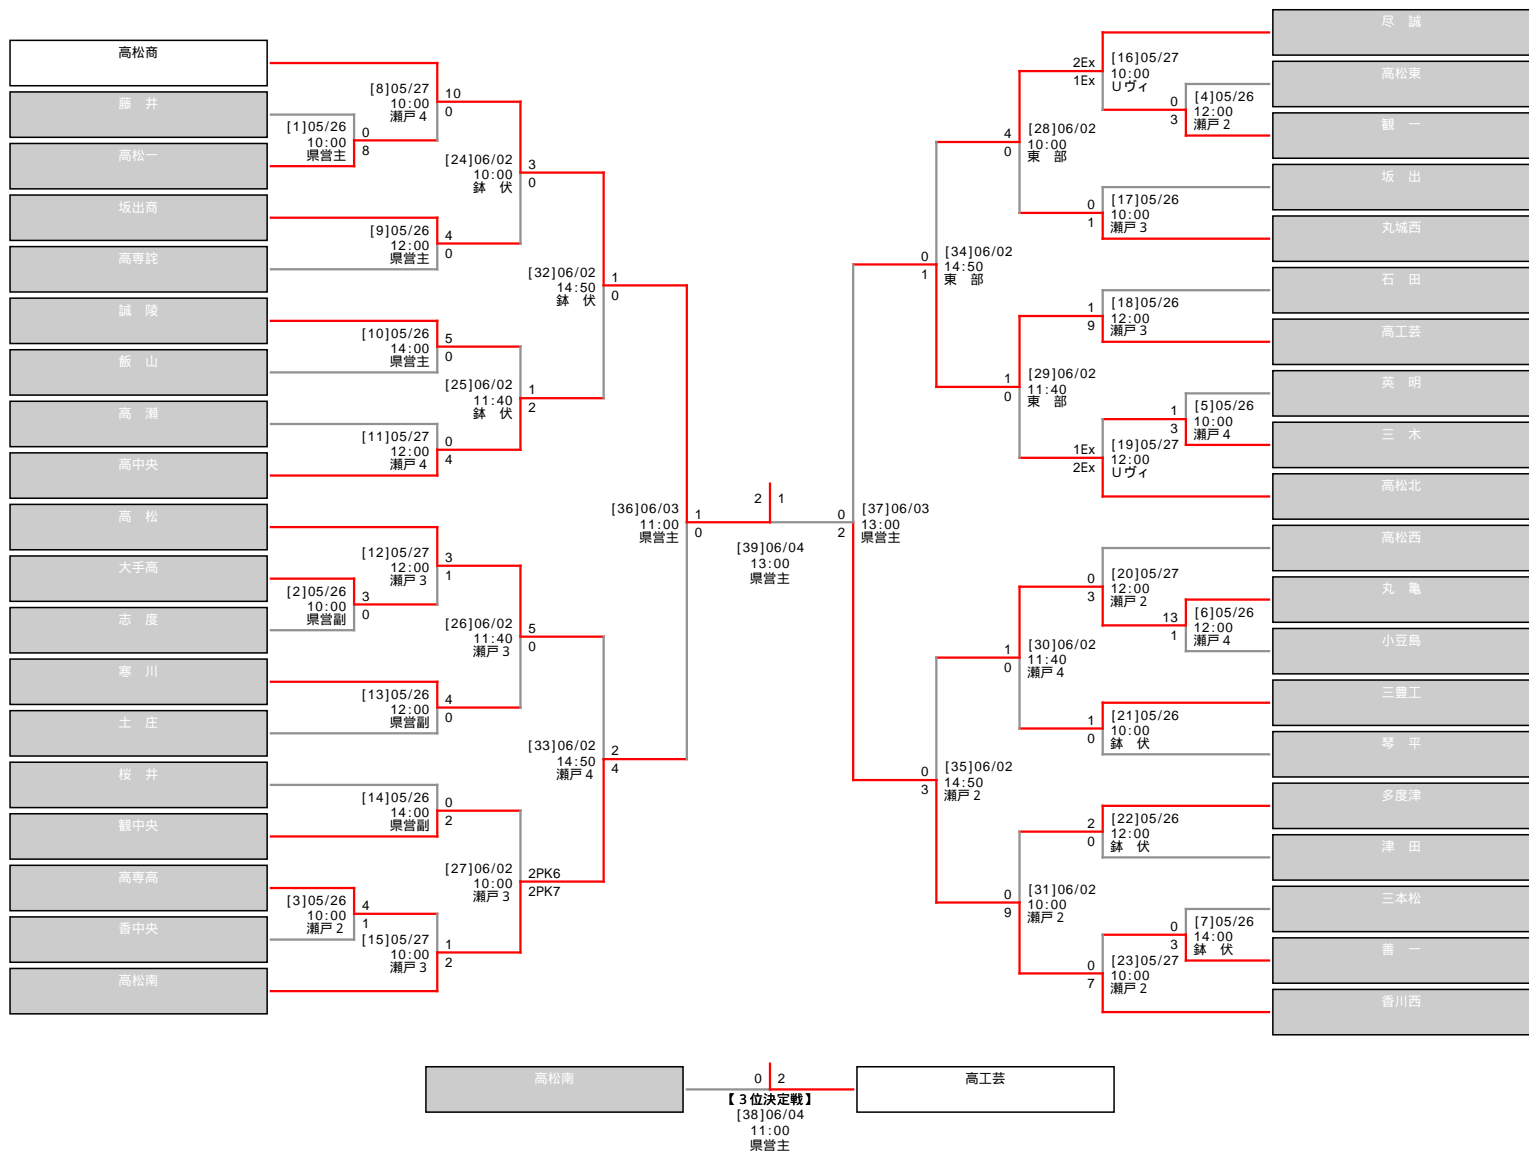 高松商
藤　井
高松一
坂出商
高専詫
誠　陵
飯　山
高　瀬
高中央
高　松
大手高
志　度
寒　川
土　庄
桜　井
観中央
高専高
香中央
高松南
[1]05/26
10:00
県営主
0
8
[2]05/26
10:00
県営副
3
0
[3]05/26
10:00
瀬戸2
4
1
[8]05/27
10:00
瀬戸4
10
0
[9]05/26
12:00
県営主
4
0
[10]05/26
14:00
県営主
5
0
[11]05/27
12:00
瀬戸4
0
4
[12]05/27
12:00
瀬戸3
3
1
[13]05/26
12:00
県営副
4
0
[14]05/26
14:00
県営副
0
2
[15]05/27
10:00
瀬戸3
1
2
[24]06/02
10:00
鉢　伏
3
0
[25]06/02
11:40
鉢　伏
1
2
[26]06/02
11:40
瀬戸3
5
0
[27]06/02
10:00
瀬戸3
2PK6
2PK7
[32]06/02
14:50
鉢　伏
1
0
[33]06/02
14:50
瀬戸4
2
4
[36]06/03
11:00
県営主
1
0
2 1
[39]06/04
13:00
県営主
0
2
[37]06/03
13:00
県営主
0
1
[34]06/02
14:50
東　部
0
3
[35]06/02
14:50
瀬戸2
4
0
[28]06/02
10:00
東　部
1
0
[29]06/02
11:40
東　部
1
0
[30]06/02
11:40
瀬戸4
0
9
[31]06/02
10:00
瀬戸2
2Ex
1Ex
[16]05/27
10:00
Uヴィ
0
1
[17]05/26
10:00
瀬戸3
1
9
[18]05/26
12:00
瀬戸3
1Ex
2Ex
[19]05/27
12:00
Uヴィ
0
3
[20]05/27
12:00
瀬戸2
1
0
[21]05/26
10:00
鉢　伏
2
0
[22]05/26
12:00
鉢　伏
0
7
[23]05/27
10:00
瀬戸2
0
3
[4]05/26
12:00
瀬戸2
1
3
[5]05/26
10:00
瀬戸4
13
1
[6]05/26
12:00
瀬戸4
0
3
[7]05/26
14:00
鉢　伏
尽　誠
高松東
観　一
坂　出
丸城西
石　田
高工芸
英　明
三　木
高松北
高松西
丸　亀
小豆島
三豊工
琴　平
多度津
津　田
三本松
善　一
香川西
高松南
0 2
高工芸
【３位決定戦】
[38]06/04
11:00
県営主